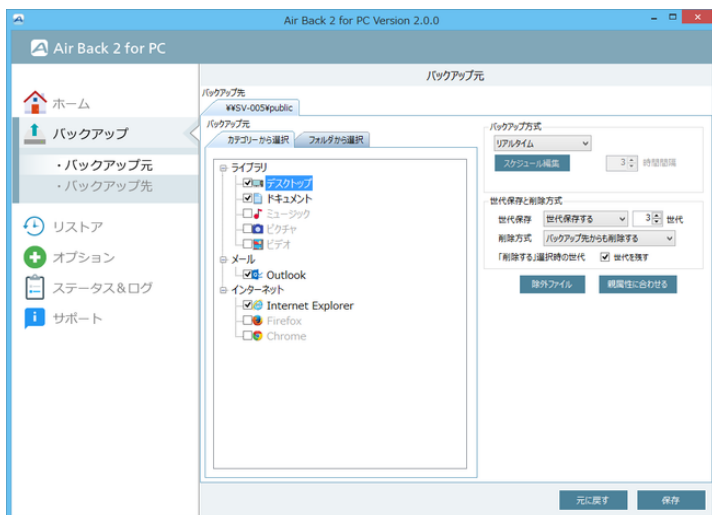 Air Back 2 for PC Version 2.0.0
Air Back 2 for PC
ホーム
バックアップ
・バックアップ元
・バックアップ先
リストア
オプション
ステータス&ログ
サポート
バックアップ元
バックアップ先
¥¥SV-005¥public
バックアップ元
カテゴリーから選択 フォルダから選択
ライブラリ
デスクトップ
ドキュメント
ミュージック
ピクチャ
ビデオ
メール
Outlook
インターネット
Internet Explorer
Firefox
Chrome
バックアップ方式
リアルタイム
スケジュール編集 3 時間間隔
世代保存と削除方式
世代保存 世代保存する 3 世代
削除方式 バックアップ先からも削除する
「削除する」選択時の世代 世代を残す
除外ファイル 親属性に合わせる
元に戻す 保存